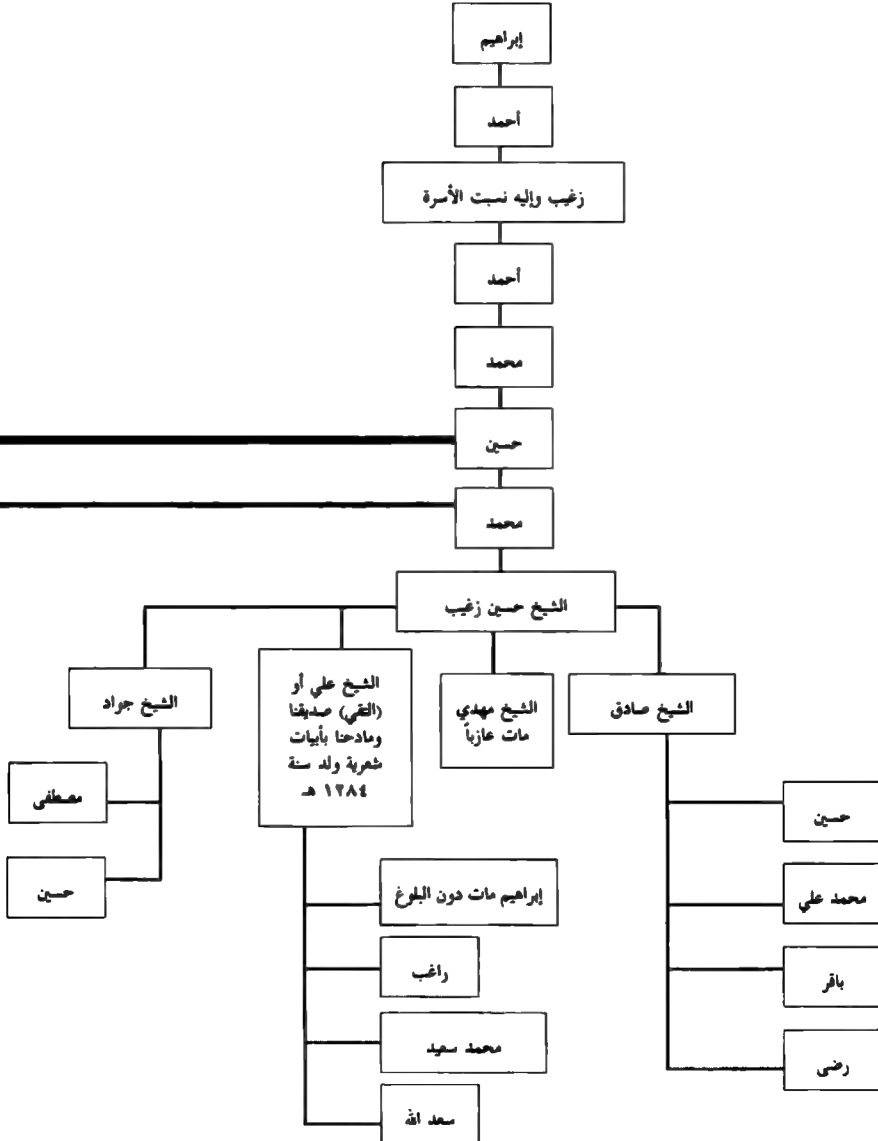 إبراهيم
أحمد
زغيب وإليه نسبت الأسرة
أحمد
محمد
حسين
محمد
الشيخ حسين زغيب
الشيخ صادق
الشيخ مهدي
مات عازباً
الشيخ علي أو
(التقي) صديقنا
ومادحنا بأبيات
شعرية ولد سنة
١٢٨٤ هـ
الشيخ جواد
حسين
محمد علي
باقر
رضى
إبراهيم مات دون البلوغ
راغب
محمد سعيد
سعد الله
مصطفى
حسين